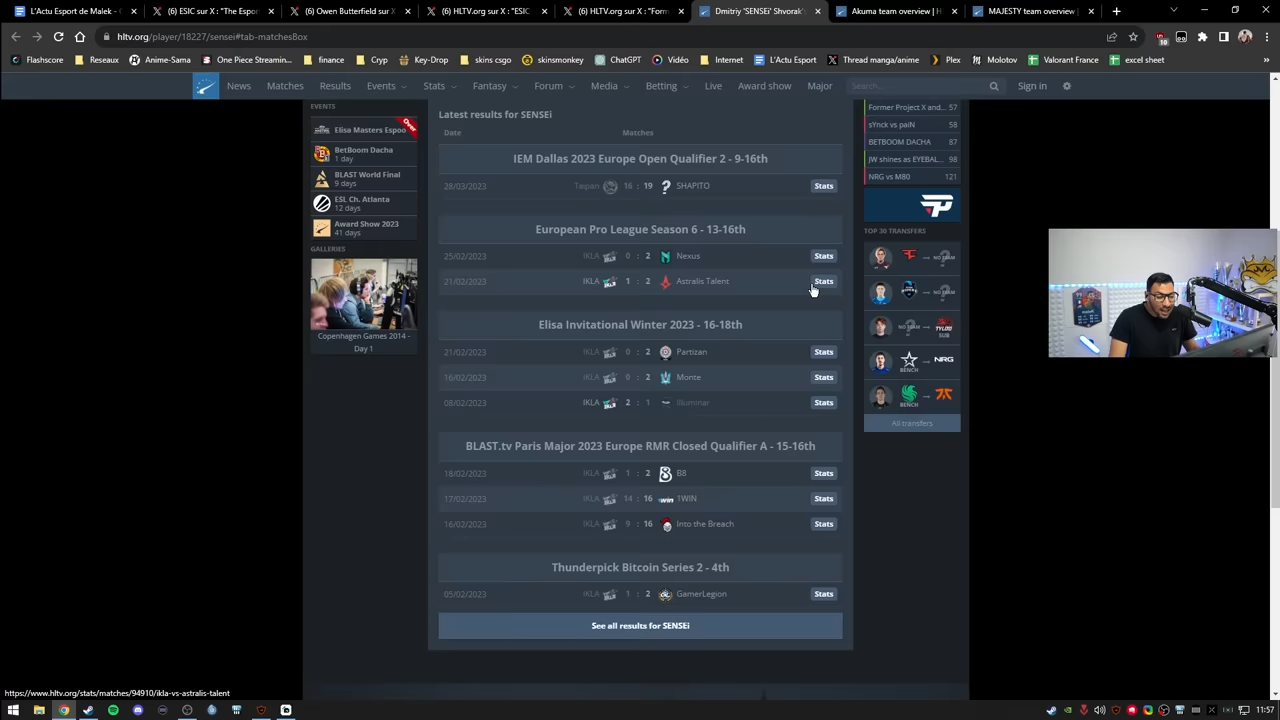 L'Actu Esport de Malek - G
(6) ESIC sur X : "The Espor
(6) Owen Butterfield sur X
(6) HLTV.org sur X : "ESIC
(6) HLTV.org sur X : "Form
Dmitriy 'SENSEi' Shvorak's
Akuma team overview | H
MAJESTY team overview |
hltv.org/player/18227/sensei#tab-matchesBox
Flashscore
Reseaux
Anime-Sama
One Piece Streamin...
finance
Cryp
Key-Drop
skins csgo
skinsmonkey
ChatGPT
Vidéo
Internet
L'Actu Esport
Thread manga/anime
Plex
Molotov
Valorant France
excel sheet
News
Matches
Results
Events
Stats
Fantasy
Forum
Media
Betting
Live
Award show
Major
Search...
Sign in
EVENTS
Elisa Masters Espoo
Over
BetBoom Dacha
1 day
BLAST World Final
9 days
ESL Ch. Atlanta
12 days
Award Show 2023
41 days
GALLERIES
Copenhagen Games 2014 -
Day 1
Latest results for SENSEi
Date Matches
IEM Dallas 2023 Europe Open Qualifier 2 - 9-16th
28/03/2023 Taipan 16 : 19 SHAPITO Stats
European Pro League Season 6 - 13-16th
25/02/2023 IKLA 0 : 2 Nexus Stats
21/02/2023 IKLA 1 : 2 Astralis Talent Stats
Elisa Invitational Winter 2023 - 16-18th
21/02/2023 IKLA 0 : 2 Partizan Stats
16/02/2023 IKLA 0 : 2 Monte Stats
08/02/2023 IKLA 2 : 1 Illuminar Stats
BLAST.tv Paris Major 2023 Europe RMR Closed Qualifier A - 15-16th
18/02/2023 IKLA 1 : 2 B8 Stats
17/02/2023 IKLA 14 : 16 1WIN Stats
16/02/2023 IKLA 9 : 16 Into the Breach Stats
Thunderpick Bitcoin Series 2 - 4th
05/02/2023 IKLA 1 : 2 GamerLegion Stats
See all results for SENSEi
Former Project X and... 57
sYnck vs paiN 58
BETBOOM DACHA 87
JW shines as EYEBAL... 98
NRG vs M80 121
TOP 30 TRANSFERS
NO TEAM
NO TEAM
NO TEAM
TYLOO
SUB
BENCH
NRG
BENCH
All transfers
https://www.hltv.org/stats/matches/94910/ikla-vs-astralis-talent
11:57